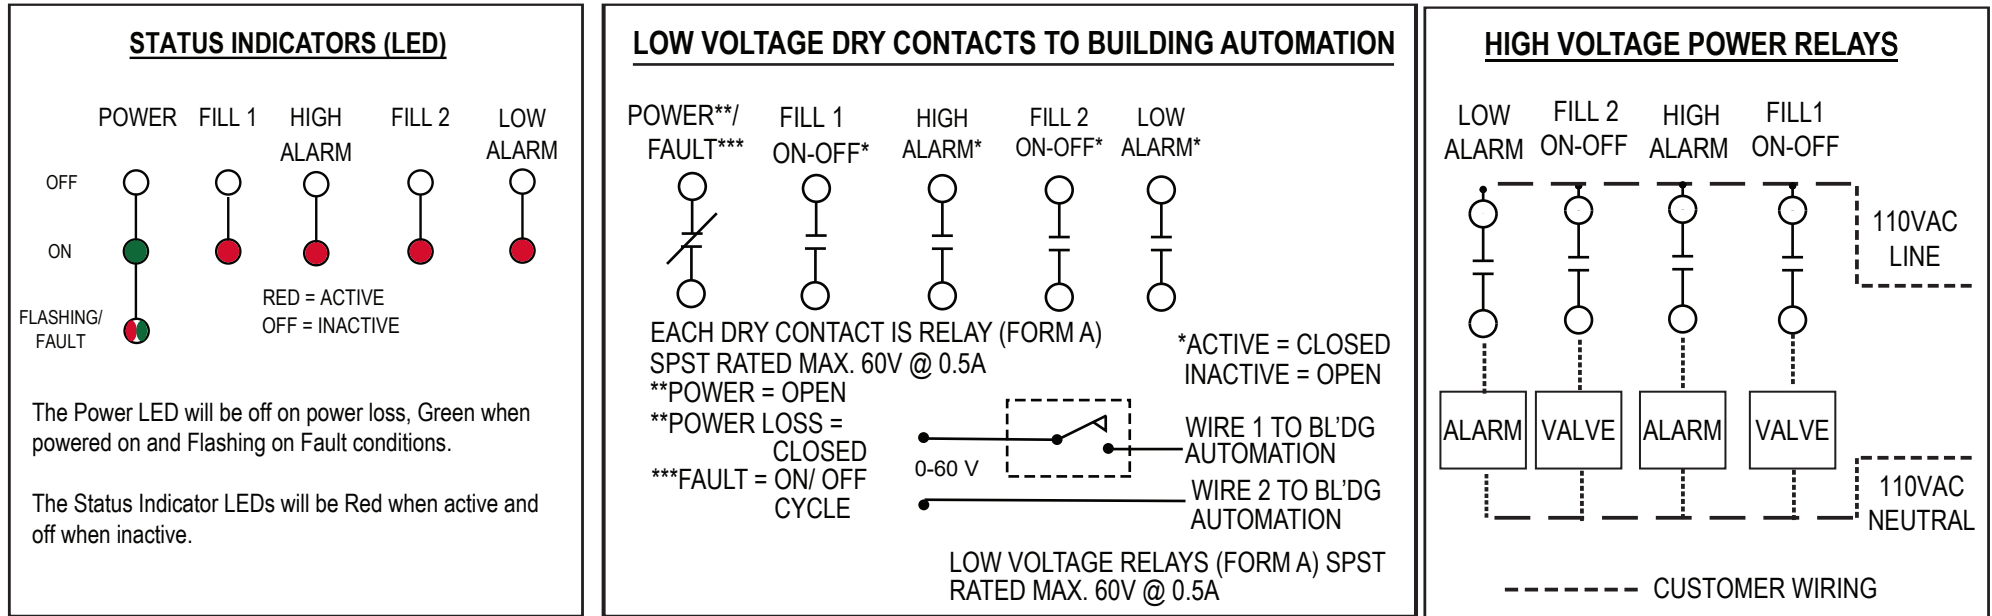 STATUS INDICATORS (LED)
POWER FILL 1 HIGH ALARM FILL 2 LOW ALARM
OFF
ON
FLASHING/
FAULT
RED = ACTIVE
OFF = INACTIVE
The Power LED will be off on power loss, Green when
powered on and Flashing on Fault conditions.
The Status Indicator LEDs will be Red when active and
off when inactive.
LOW VOLTAGE DRY CONTACTS TO BUILDING AUTOMATION
POWER**/
FAULT***
FILL 1
ON-OFF*
HIGH
ALARM*
FILL 2
ON-OFF*
LOW
ALARM*
EACH DRY CONTACT IS RELAY (FORM A)
SPST RATED MAX. 60V @ 0.5A
**POWER = OPEN
**POWER LOSS =
CLOSED
***FAULT = ON/ OFF
CYCLE
*ACTIVE = CLOSED
INACTIVE = OPEN
0-60 V
WIRE 1 TO BL'DG
AUTOMATION
WIRE 2 TO BL'DG
AUTOMATION
LOW VOLTAGE RELAYS (FORM A) SPST
RATED MAX. 60V @ 0.5A
HIGH VOLTAGE POWER RELAYS
LOW
ALARM
FILL 2
ON-OFF
HIGH
ALARM
FILL1
ON-OFF
110VAC
LINE
ALARM VALVE ALARM VALVE
110VAC
NEUTRAL
CUSTOMER WIRING